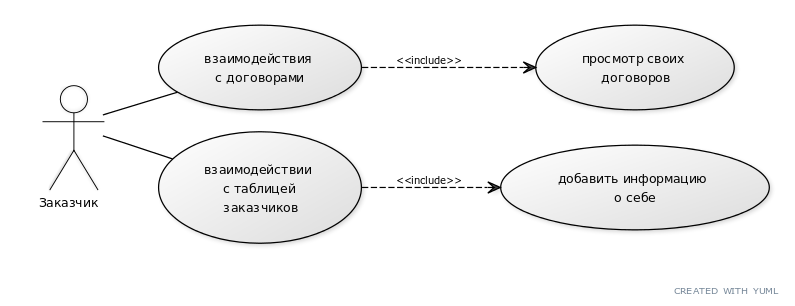 взаимодействия
с договорами
<<include>>
просмотр своих
договоров
Заказчик
взаимодействии
с таблицей
заказчиков
<<include>>
добавить информацию
о себе
CREATED WITH YUML